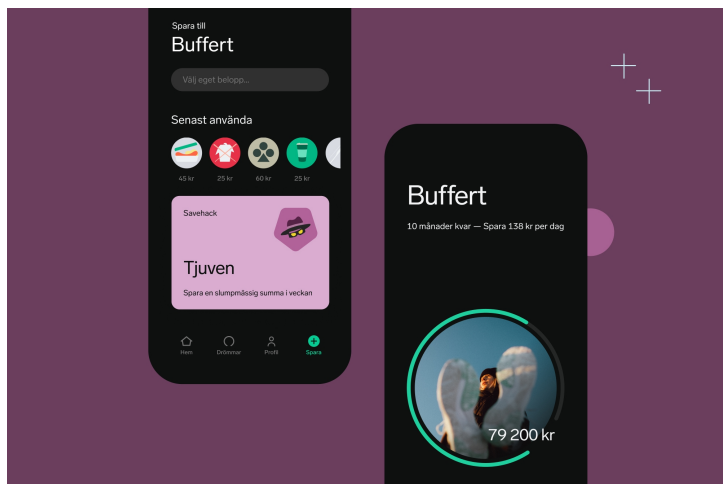 Spara till
Buffert
Välj eget belopp...
Senast använda
45 kr 25 kr 60 kr 25 kr
Savehack
Tjuven
Spara en slumpmässig summa i veckan
Hem Drömmar Profil Spara
Buffert
10 månader kvar — Spara 138 kr per dag
79 200 kr